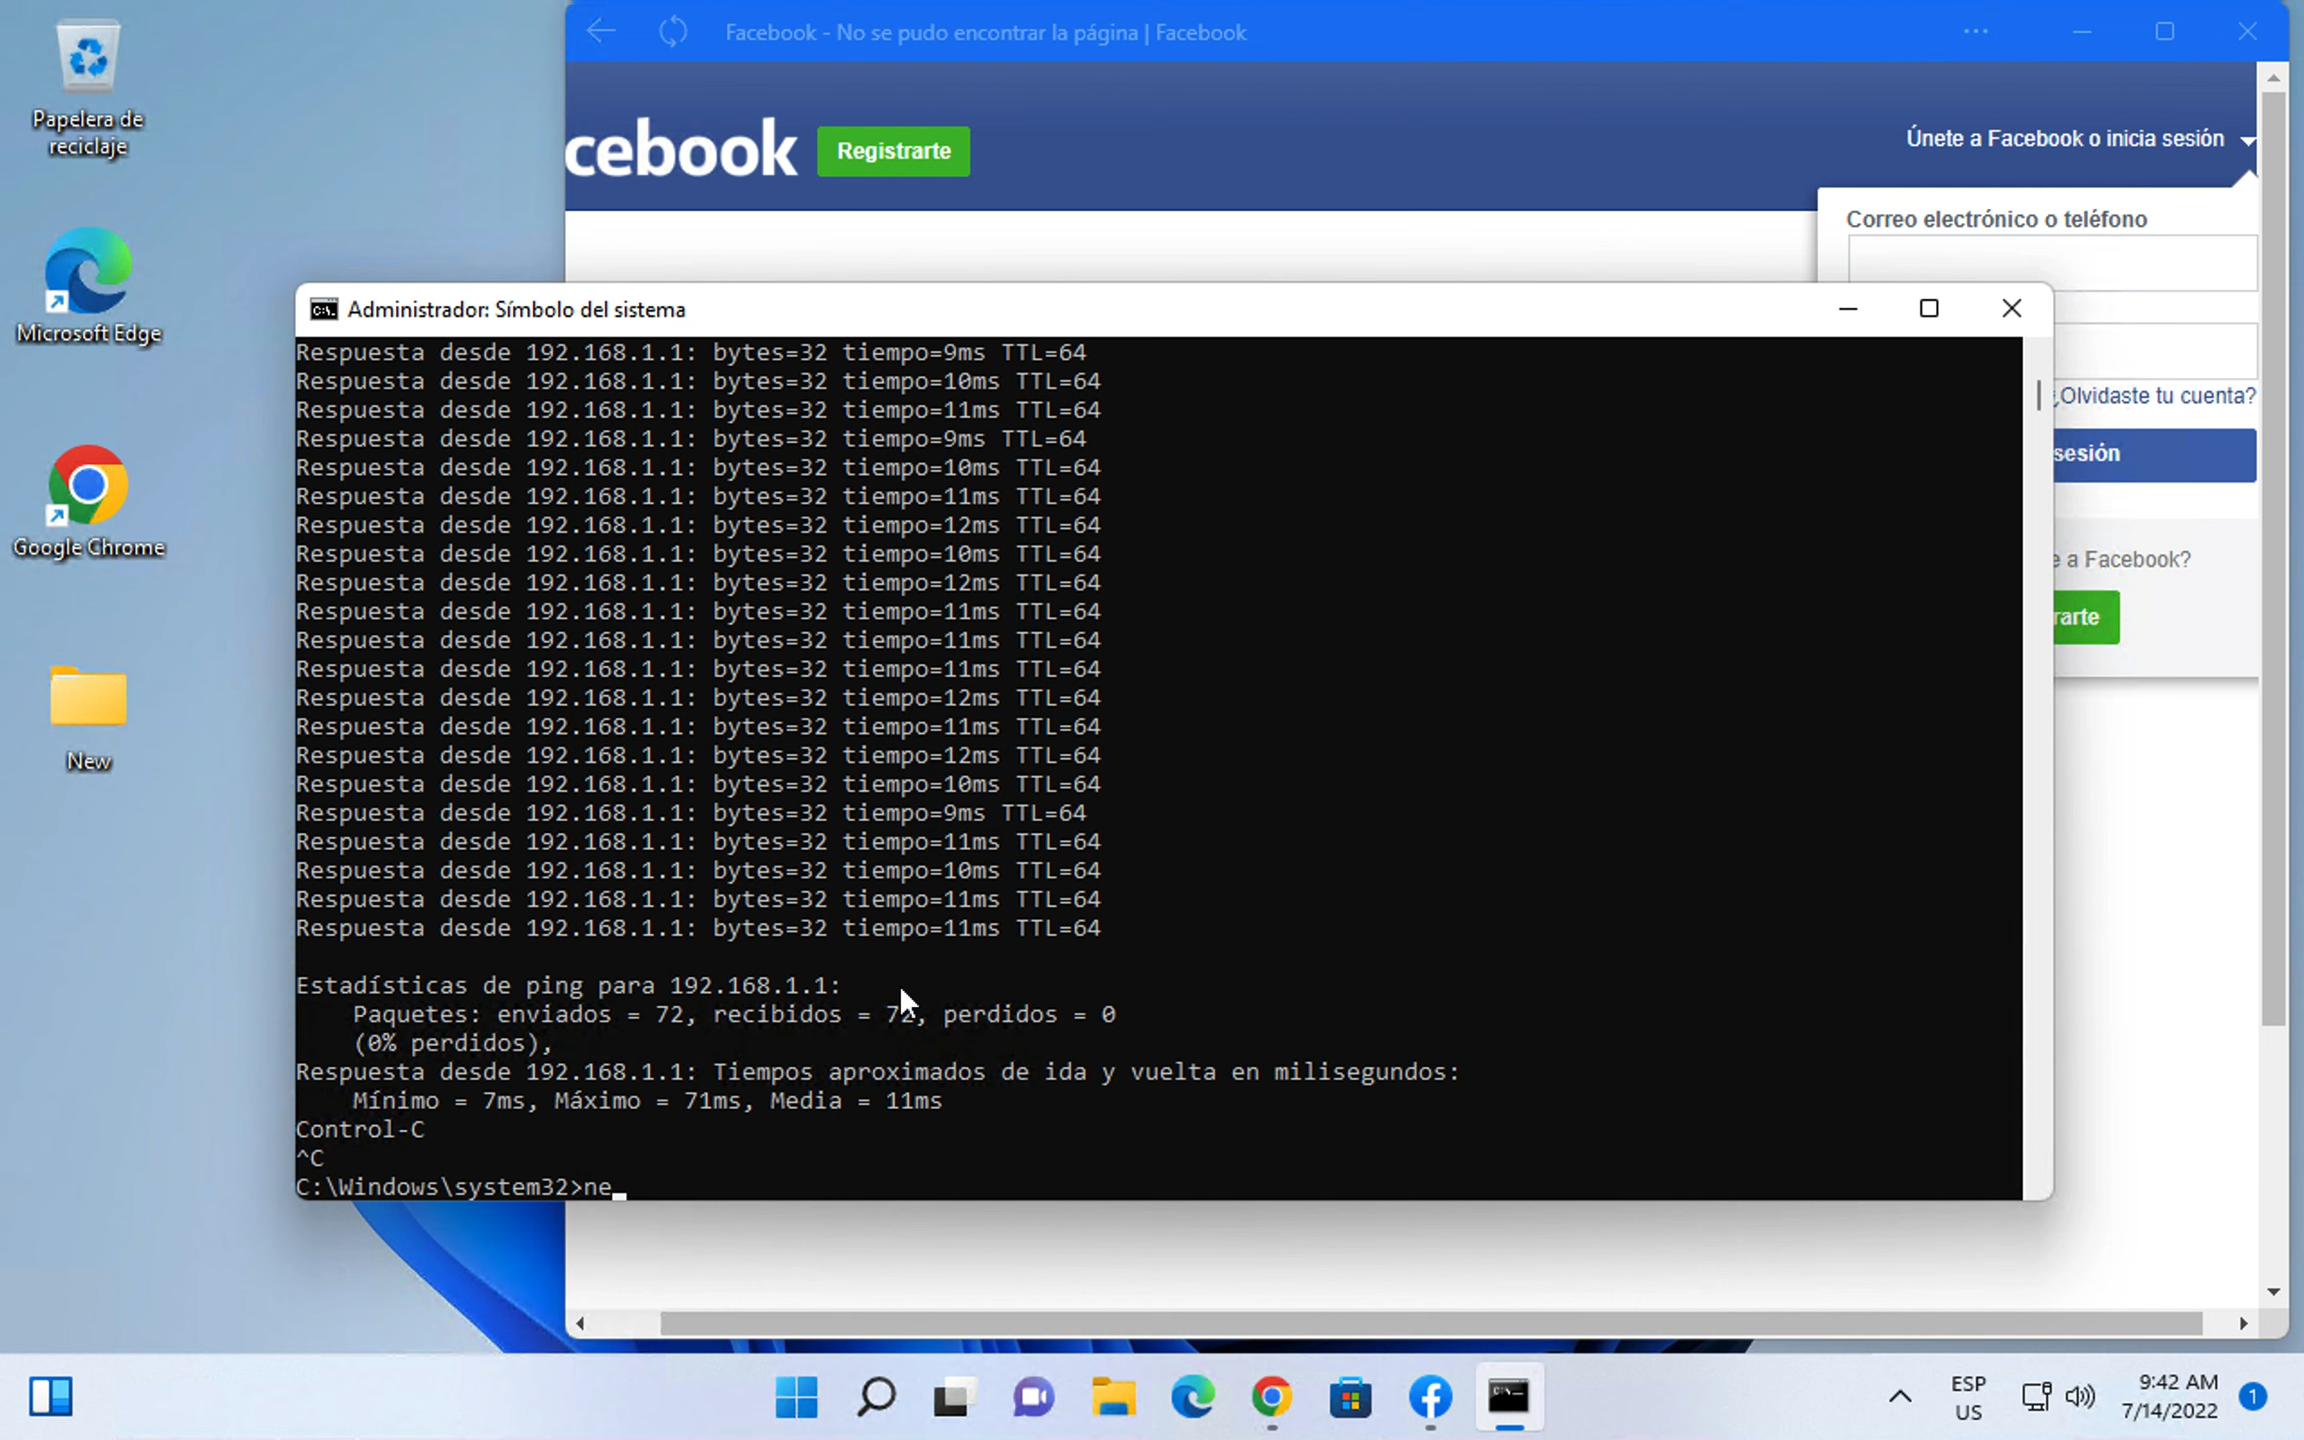 Papelera de
reciclaje
Microsoft Edge
Google Chrome
New
Facebook - No se pudo encontrar la página | Facebook
cebook
Registrarte
Únete a Facebook o inicia sesión
Correo electrónico o teléfono
¿Olvidaste tu cuenta?
sesión
e a Facebook?
rarte
Administrador: Símbolo del sistema
Respuesta desde 192.168.1.1: bytes=32 tiempo=9ms TTL=64
Respuesta desde 192.168.1.1: bytes=32 tiempo=10ms TTL=64
Respuesta desde 192.168.1.1: bytes=32 tiempo=11ms TTL=64
Respuesta desde 192.168.1.1: bytes=32 tiempo=9ms TTL=64
Respuesta desde 192.168.1.1: bytes=32 tiempo=10ms TTL=64
Respuesta desde 192.168.1.1: bytes=32 tiempo=11ms TTL=64
Respuesta desde 192.168.1.1: bytes=32 tiempo=12ms TTL=64
Respuesta desde 192.168.1.1: bytes=32 tiempo=10ms TTL=64
Respuesta desde 192.168.1.1: bytes=32 tiempo=12ms TTL=64
Respuesta desde 192.168.1.1: bytes=32 tiempo=11ms TTL=64
Respuesta desde 192.168.1.1: bytes=32 tiempo=11ms TTL=64
Respuesta desde 192.168.1.1: bytes=32 tiempo=11ms TTL=64
Respuesta desde 192.168.1.1: bytes=32 tiempo=12ms TTL=64
Respuesta desde 192.168.1.1: bytes=32 tiempo=11ms TTL=64
Respuesta desde 192.168.1.1: bytes=32 tiempo=12ms TTL=64
Respuesta desde 192.168.1.1: bytes=32 tiempo=10ms TTL=64
Respuesta desde 192.168.1.1: bytes=32 tiempo=9ms TTL=64
Respuesta desde 192.168.1.1: bytes=32 tiempo=11ms TTL=64
Respuesta desde 192.168.1.1: bytes=32 tiempo=10ms TTL=64
Respuesta desde 192.168.1.1: bytes=32 tiempo=11ms TTL=64
Respuesta desde 192.168.1.1: bytes=32 tiempo=11ms TTL=64
Estadísticas de ping para 192.168.1.1:
Paquetes: enviados = 72, recibidos = 72, perdidos = 0
(0% perdidos),
Respuesta desde 192.168.1.1: Tiempos aproximados de ida y vuelta en milisegundos:
Mínimo = 7ms, Máximo = 71ms, Media = 11ms
Control-C
^C
C:\Windows\system32>ne_
ESP
US
9:42 AM
7/14/2022
1